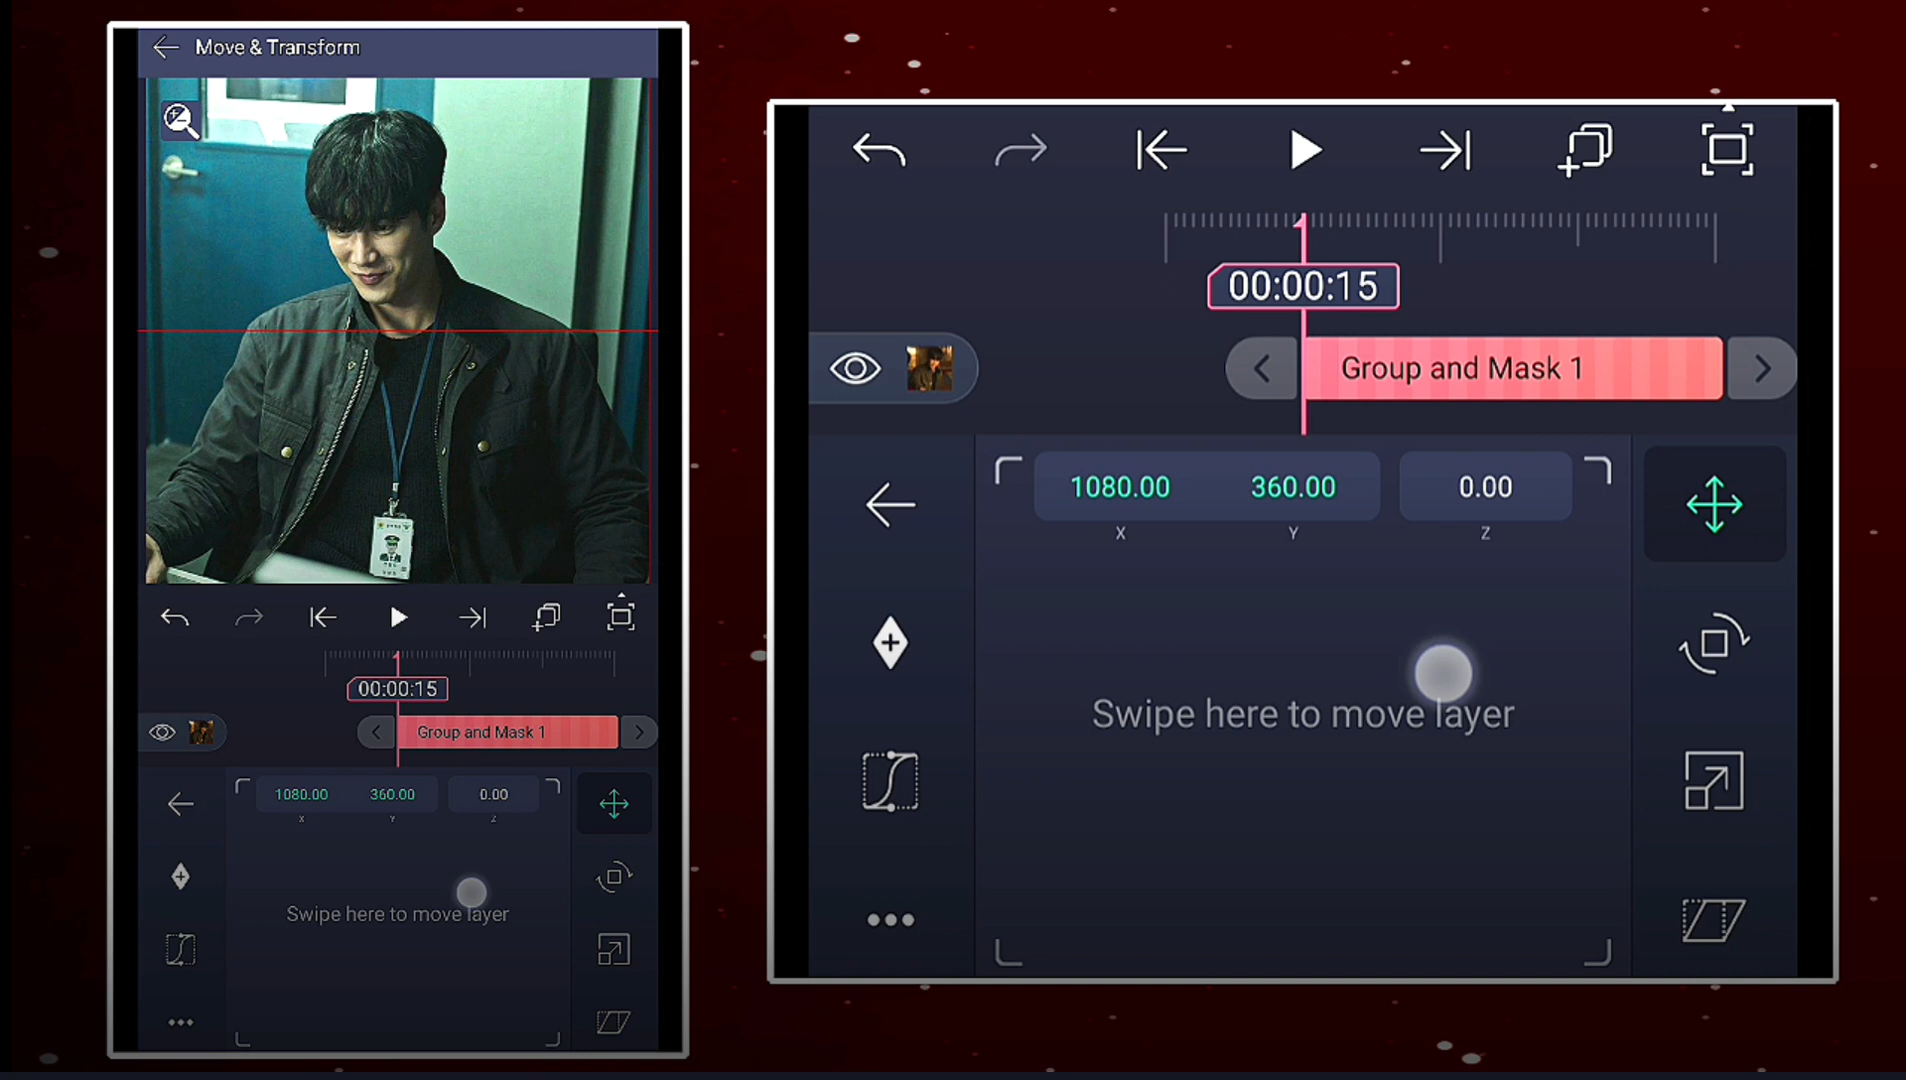 Move & Transform
00:00:15
Group and Mask 1
1080.00 360.00 0.00
X Y Z
Swipe here to move layer
00:00:15
Group and Mask 1
1080.00 360.00 0.00
X Y Z
Swipe here to move layer